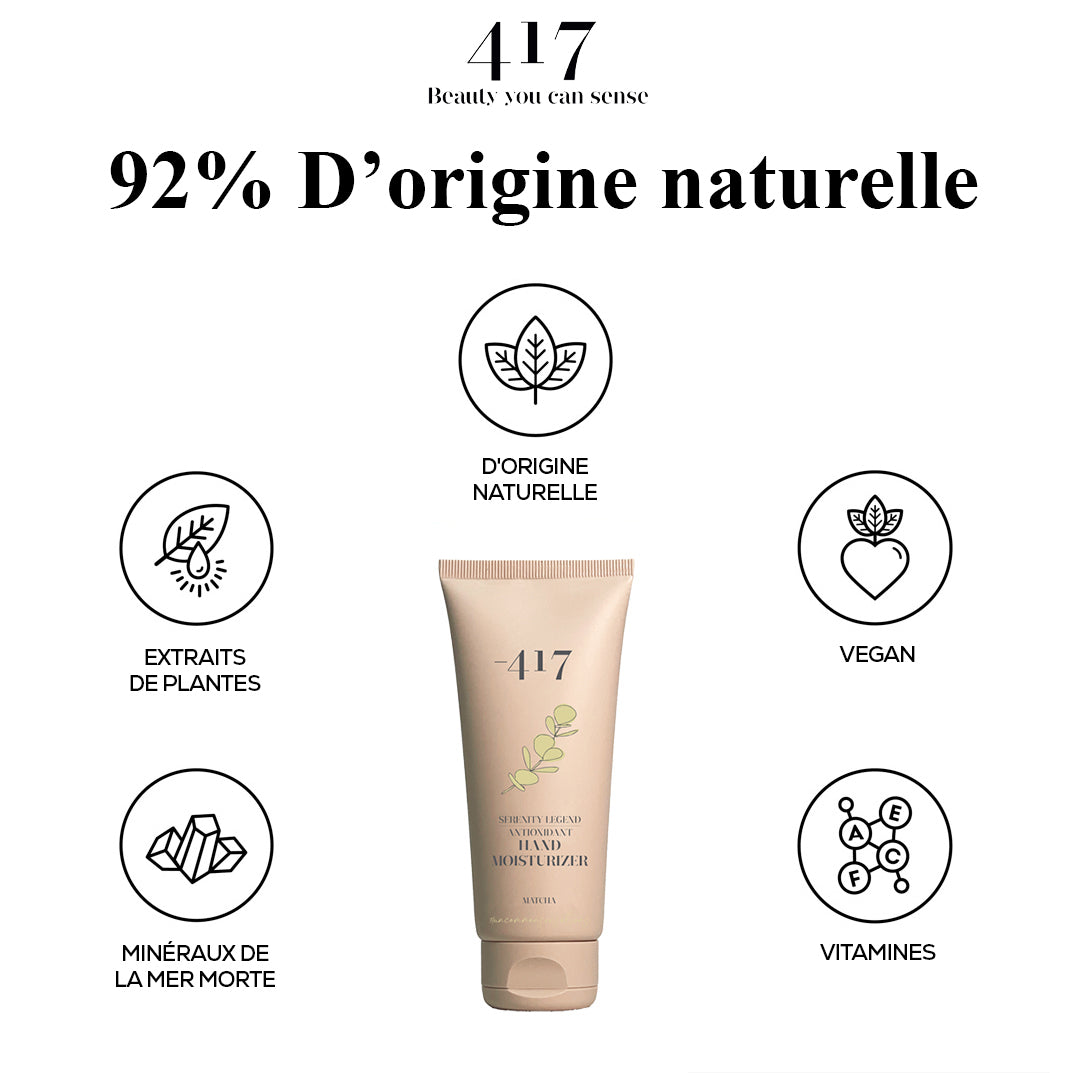 417
Beauty you can sense
92% D’origine naturelle
D'ORIGINE
NATURELLE
EXTRAITS
DE PLANTES
VEGAN
-417
SERENITY LEGEND
ANTIOXIDANT
HAND
MOISTURIZER
MATCHA
A
E
C
F
MINÉRAUX DE
LA MER MORTE
VITAMINES